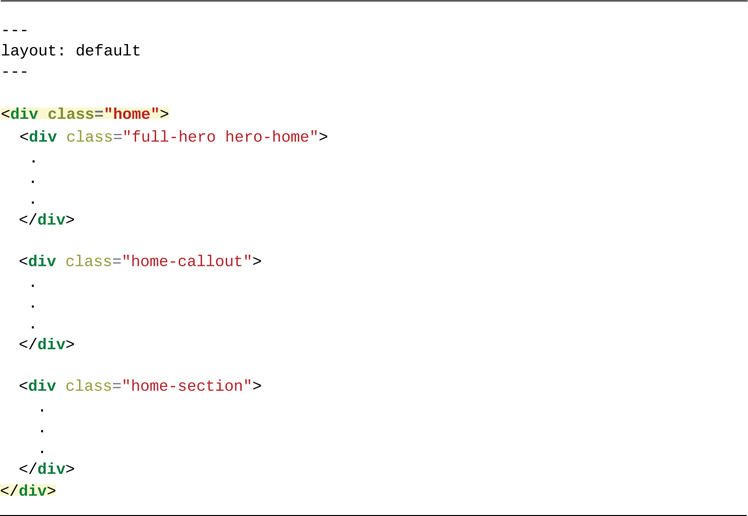 ---
layout: default
---
<div class="home">
  <div class="full-hero hero-home">
   .
   .
   .
  </div>
  <div class="home-callout">
   .
   .
   .
  </div>
  <div class="home-section">
    .
    .
    .
  </div>
</div>